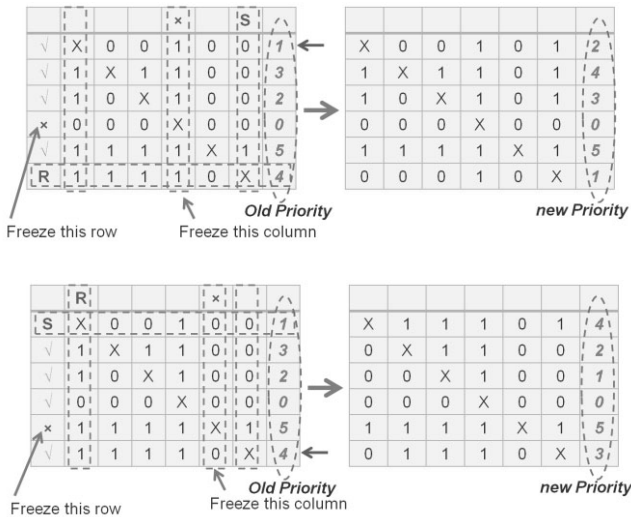 × S
√ X 0 0 1 0 0 1 X 0 0 1 0 1 2
√ 1 X 1 1 0 0 3 1 X 1 1 0 1 4
√ 1 0 X 1 0 0 2 1 0 X 1 0 1 3
× 0 0 0 X 0 0 0 0 0 0 X 0 0 0
√ 1 1 1 1 X 1 5 1 1 1 1 X 1 5
R 1 1 1 1 0 X 4 0 0 0 1 0 X 1
Old Priority new Priority
Freeze this row Freeze this column
R ×
S X 0 0 1 0 0 1 X 1 1 1 0 1 4
√ 1 X 1 1 0 0 3 0 X 1 1 0 0 2
√ 1 0 X 1 0 0 2 0 0 X 1 0 0 1
√ 0 0 0 X 0 0 0 0 0 0 X 0 0 0
× 1 1 1 1 X 1 5 1 1 1 1 X 1 5
√ 1 1 1 1 0 X 4 0 1 1 1 0 X 3
Old Priority new Priority
Freeze this row Freeze this column